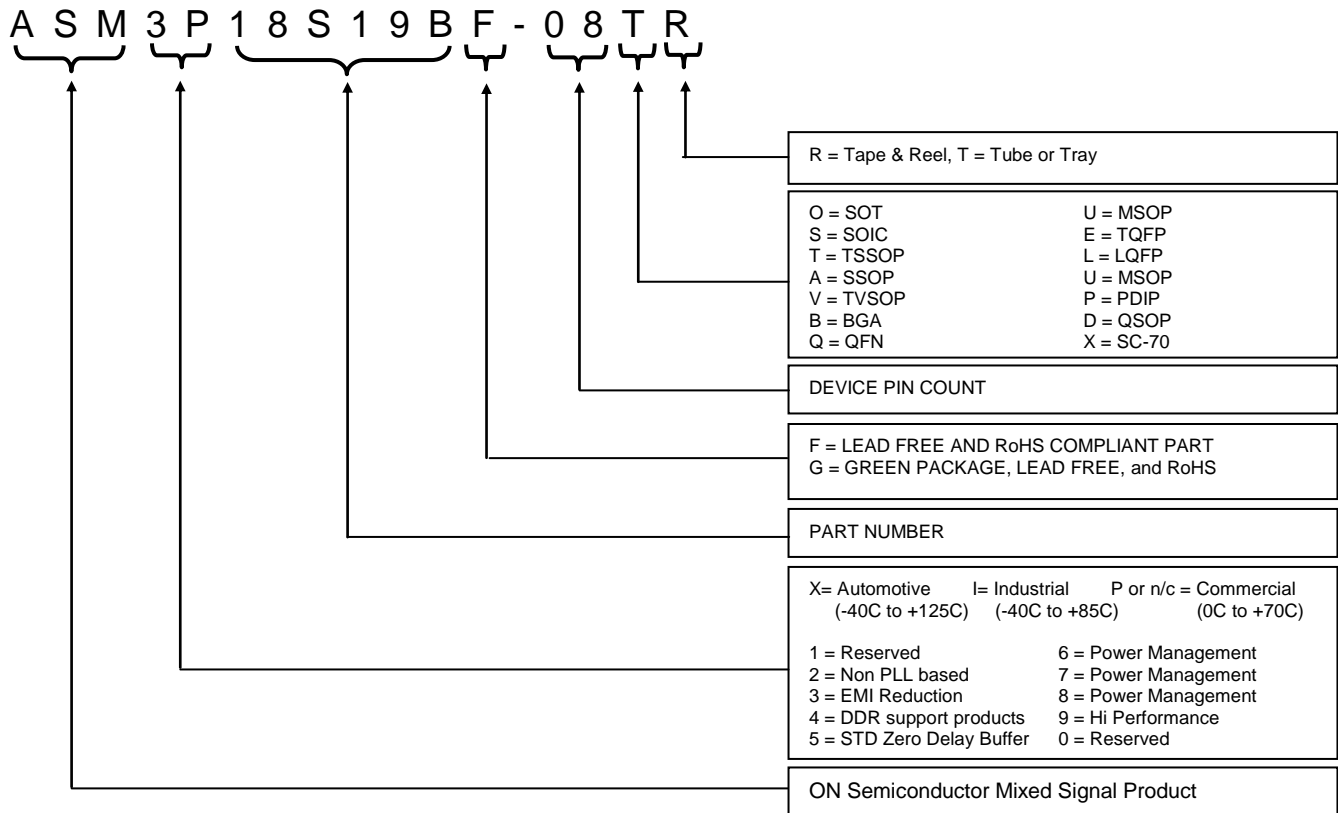 A S M 3 P 1 8 S 1 9 B F - 0 8 T R
R = Tape & Reel, T = Tube or Tray
O = SOT U = MSOP
S = SOIC E = TQFP
T = TSSOP L = LQFP
A = SSOP U = MSOP
V = TVSOP P = PDIP
B = BGA D = QSOP
Q = QFN X = SC-70
DEVICE PIN COUNT
F = LEAD FREE AND RoHS COMPLIANT PART
G = GREEN PACKAGE, LEAD FREE, and RoHS
PART NUMBER
X= Automotive I= Industrial P or n/c = Commercial
(-40C to +125C) (-40C to +85C) (0C to +70C)
1 = Reserved 6 = Power Management
2 = Non PLL based 7 = Power Management
3 = EMI Reduction 8 = Power Management
4 = DDR support products 9 = Hi Performance
5 = STD Zero Delay Buffer 0 = Reserved
ON Semiconductor Mixed Signal Product